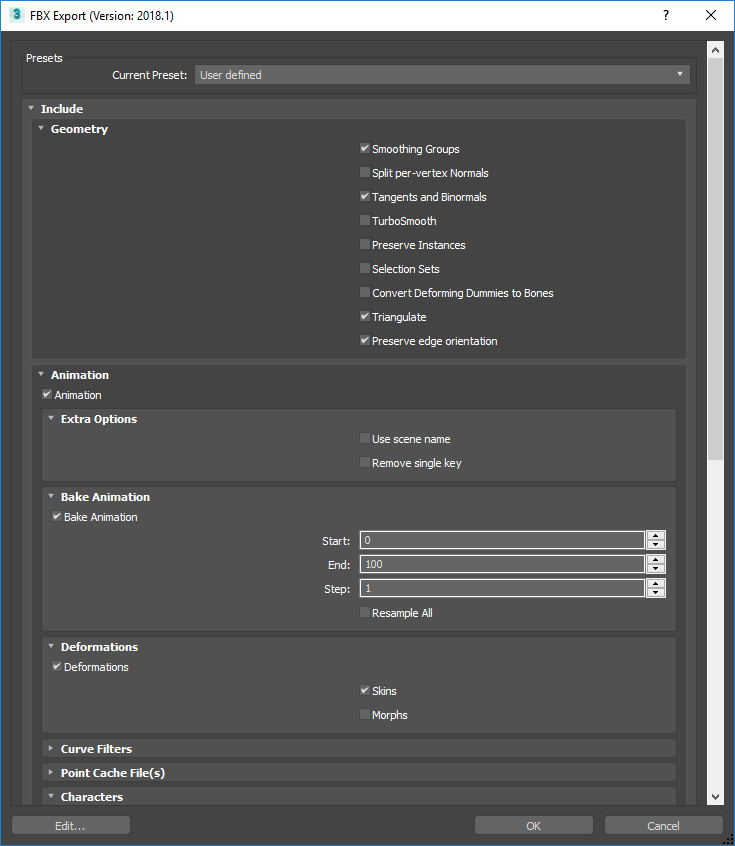 FBX Export (Version: 2018.1)
Presets
Current Preset: User defined
Include
Geometry
Smoothing Groups
Split per-vertex Normals
Tangents and Binormals
TurboSmooth
Preserve Instances
Selection Sets
Convert Deforming Dummies to Bones
Triangulate
Preserve edge orientation
Animation
Animation
Extra Options
Use scene name
Remove single key
Bake Animation
Bake Animation
Start: 0
End: 100
Step: 1
Resample All
Deformations
Deformations
Skins
Morphs
Curve Filters
Point Cache File(s)
Characters
Edit... OK Cancel